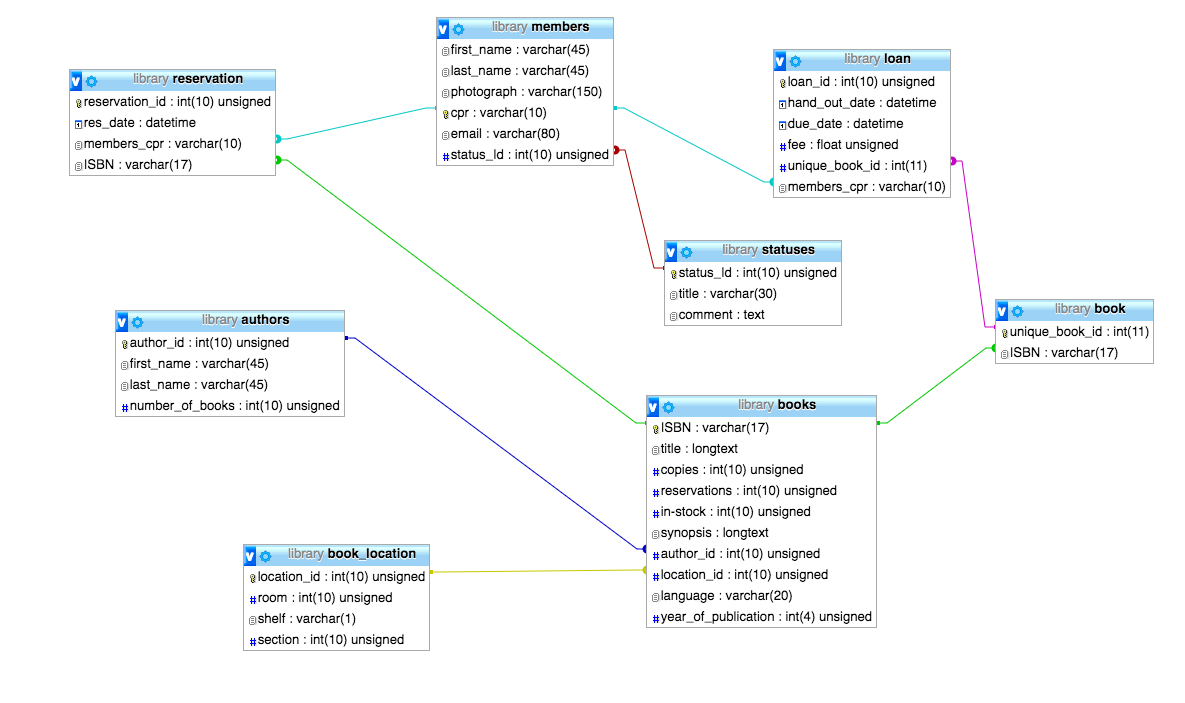 library members
first_name : varchar(45)
last_name : varchar(45)
photograph : varchar(150)
cpr : varchar(10)
email : varchar(80)
status_Id : int(10) unsigned
library loan
loan_id : int(10) unsigned
hand_out_date : datetime
due_date : datetime
fee : float unsigned
unique_book_id : int(11)
members_cpr : varchar(10)
library reservation
reservation_id : int(10) unsigned
res_date : datetime
members_cpr : varchar(10)
ISBN : varchar(17)
library statuses
status_Id : int(10) unsigned
title : varchar(30)
comment : text
library book
unique_book_id : int(11)
ISBN : varchar(17)
library authors
author_id : int(10) unsigned
first_name : varchar(45)
last_name : varchar(45)
number_of_books : int(10) unsigned
library books
ISBN : varchar(17)
title : longtext
copies : int(10) unsigned
reservations : int(10) unsigned
in-stock : int(10) unsigned
synopsis : longtext
author_id : int(10) unsigned
location_id : int(10) unsigned
language : varchar(20)
year_of_publication : int(4) unsigned
library book_location
location_id : int(10) unsigned
room : int(10) unsigned
shelf : varchar(1)
section : int(10) unsigned